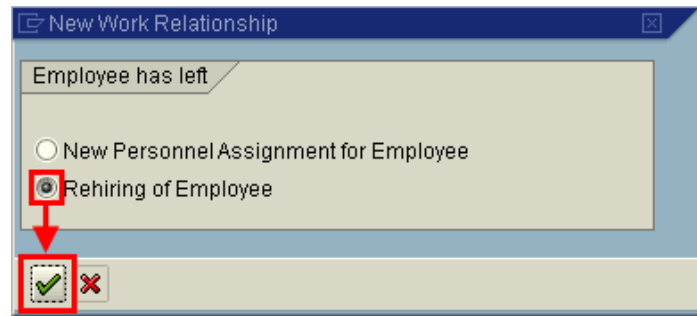 New Work Relationship
Employee has left
New Personnel Assignment for Employee
Rehiring of Employee